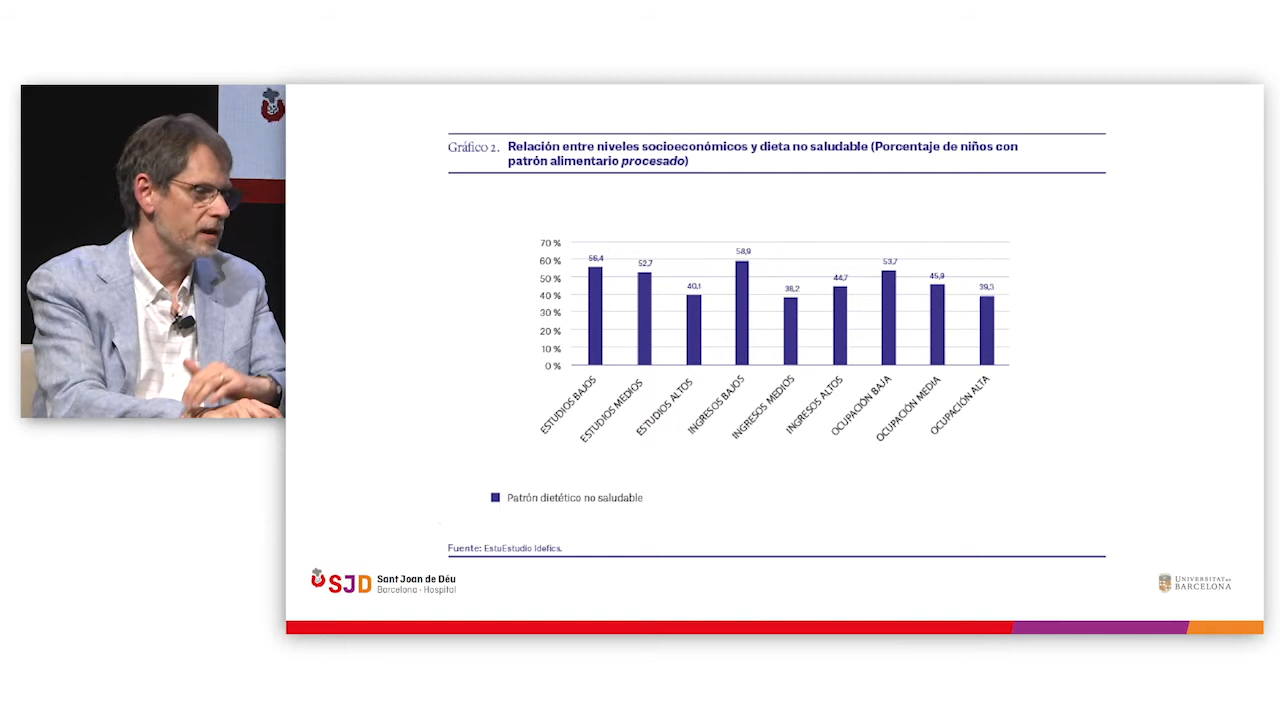 Gráfico 2. Relación entre niveles socioeconómicos y dieta no saludable (Porcentaje de niños con
patrón alimentario procesado)
70 %
60 %
50 %
40 %
30 %
20 %
10 %
0 %
56,4
52,7
40,1
58,9
38,2
44,7
53,7
45,9
39,3
ESTUDIOS BAJOS
ESTUDIOS MEDIOS
ESTUDIOS ALTOS
INGRESOS BAJOS
INGRESOS MEDIOS
INGRESOS ALTOS
OCUPACIÓN BAJA
OCUPACIÓN MEDIA
OCUPACIÓN ALTA
Patrón dietético no saludable
Fuente: EstuEstudio Idefics.
SJD Sant Joan de Déu
Barcelona · Hospital
UNIVERSITAT DE
BARCELONA